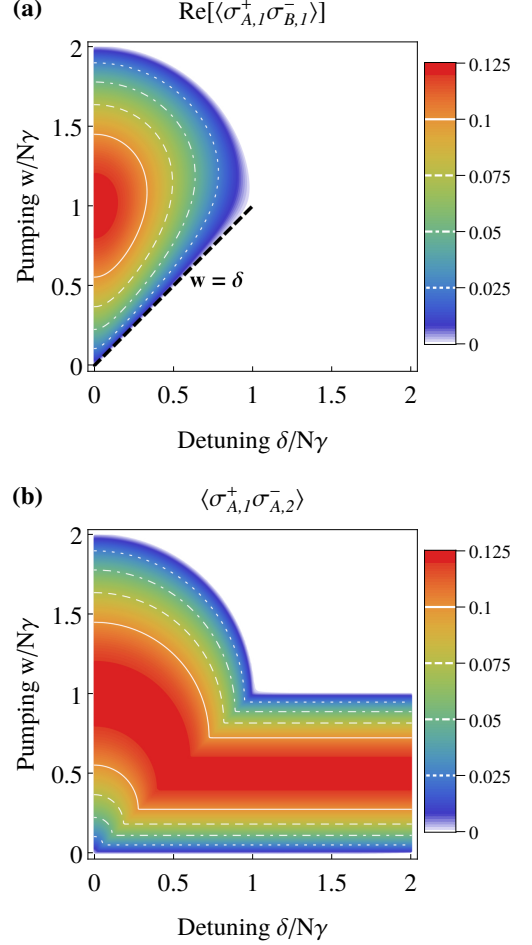 (a) Re[⟨σ⁺_{A,1} σ⁻_{B,1}⟩]
2
1.5
1
0.5
0
Pumping w/Nγ
w = δ
0 0.5 1 1.5 2
Detuning δ/Nγ
0.125
0.1
0.075
0.05
0.025
0
(b) ⟨σ⁺_{A,1} σ⁻_{A,2}⟩
2
1.5
1
0.5
0
Pumping w/Nγ
0 0.5 1 1.5 2
Detuning δ/Nγ
0.125
0.1
0.075
0.05
0.025
0